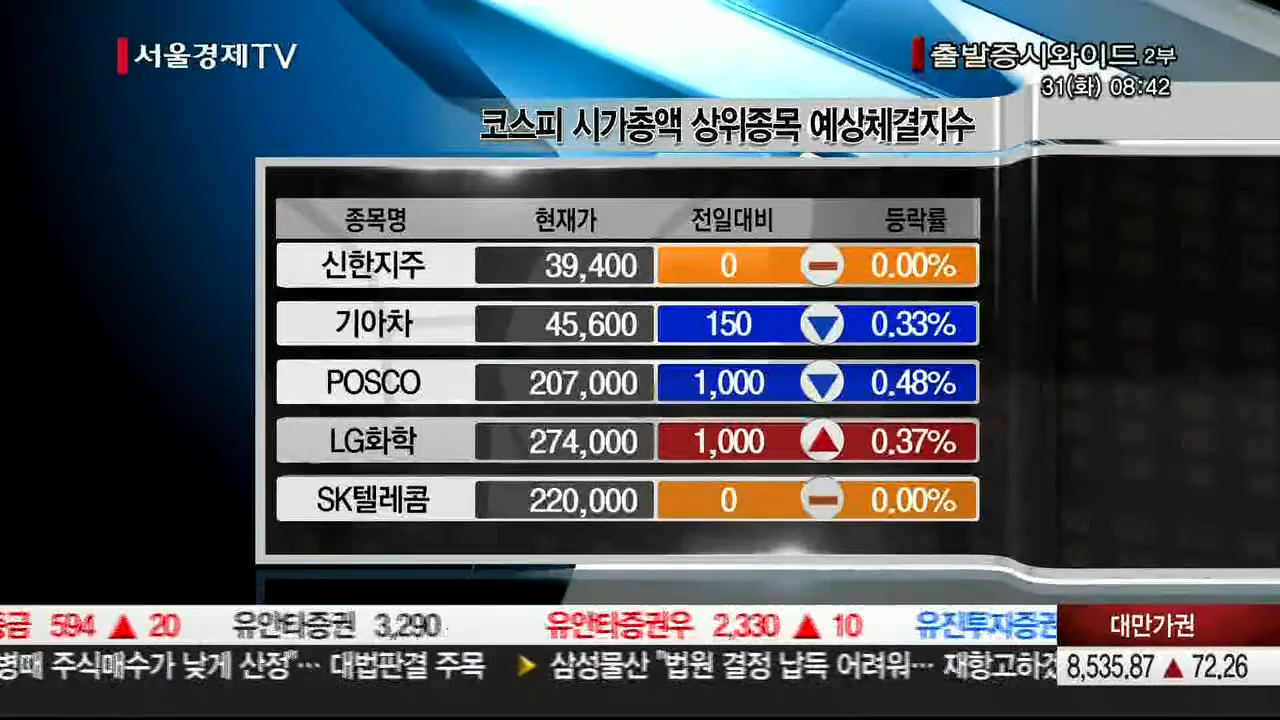 서울경제TV
출발증시와이드 2부
31(화) 08:42
코스피 시가총액 상위종목 예상체결지수
종목명 현재가 전일대비 등락률
신한지주 39,400 0 0.00%
기아차 45,600 150 ▼ 0.33%
POSCO 207,000 1,000 ▼ 0.48%
LG화학 274,000 1,000 ▲ 0.37%
SK텔레콤 220,000 0 0.00%
594 ▲ 20 유안타증권 3,290 유안타증권우 2,330 ▲ 10 유진투자증권
대만가권
병때 주식매수가 낮게 산정"… 대법판결 주목 ▶ 삼성물산 "법원 결정 납득 어려워… 재항고하겠
8,535.87 ▲ 72.26